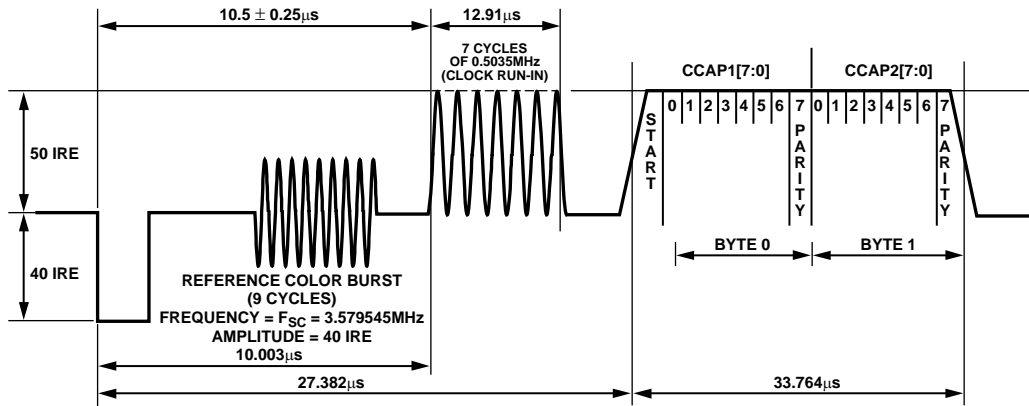 10.5 ± 0.25µs
12.91µs
7 CYCLES
OF 0.5035MHz
(CLOCK RUN-IN)
CCAP1[7:0]
CCAP2[7:0]
0 1 2 3 4 5 6 7 0 1 2 3 4 5 6 7
START
PARITY
PARITY
50 IRE
40 IRE
BYTE 0
BYTE 1
REFERENCE COLOR BURST
(9 CYCLES)
FREQUENCY = FSC = 3.579545MHz
AMPLITUDE = 40 IRE
10.003µs
27.382µs
33.764µs